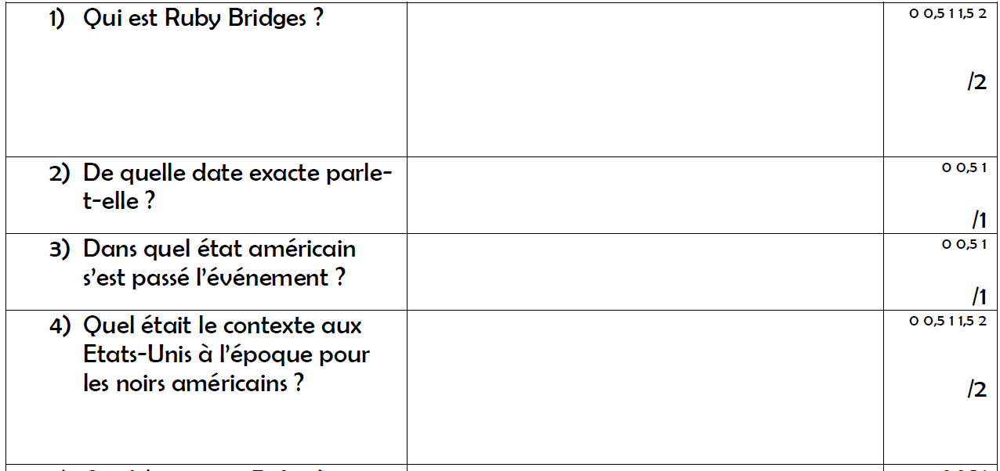 1) Qui est Ruby Bridges ?
0 0,5 1 1,5 2
/2
2) De quelle date exacte parle-
t-elle ?
0 0,5 1
/1
3) Dans quel état américain
s'est passé l'événement ?
0 0,5 1
/1
4) Quel était le contexte aux
Etats-Unis à l'époque pour
les noirs américains ?
0 0,5 1 1,5 2
/2